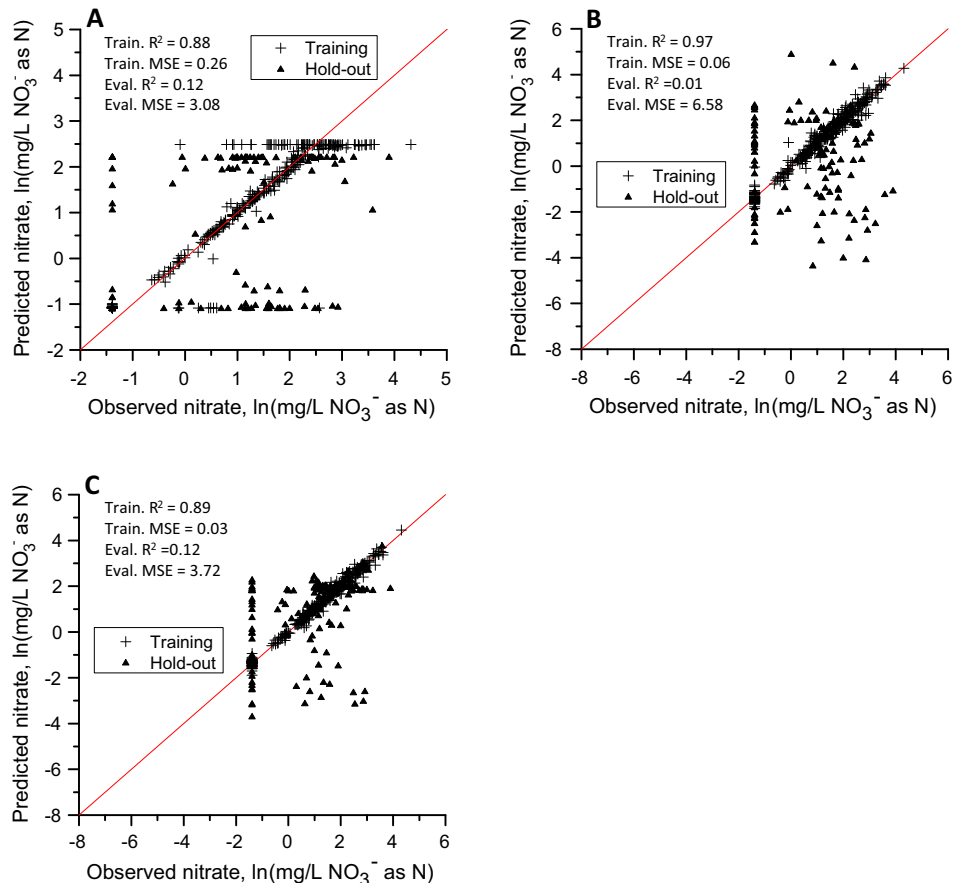 A
Train. R² = 0.88
Train. MSE = 0.26
Eval. R² = 0.12
Eval. MSE = 3.08
Training
Hold-out
5
4
3
2
1
0
-1
-2
Predicted nitrate, ln(mg/L NO₃⁻ as N)
-2 -1 0 1 2 3 4 5
Observed nitrate, ln(mg/L NO₃⁻ as N)
B
Train. R² = 0.97
Train. MSE = 0.06
Eval. R² =0.01
Eval. MSE = 6.58
Training
Hold-out
6
4
2
0
-2
-4
-6
-8
Predicted nitrate, ln(mg/L NO₃⁻ as N)
-8 -6 -4 -2 0 2 4 6
Observed nitrate, ln(mg/L NO₃⁻ as N)
C
Train. R² = 0.89
Train. MSE = 0.03
Eval. R² =0.12
Eval. MSE = 3.72
Training
Hold-out
6
4
2
0
-2
-4
-6
-8
Predicted nitrate, ln(mg/L NO₃⁻ as N)
-8 -6 -4 -2 0 2 4 6
Observed nitrate, ln(mg/L NO₃⁻ as N)